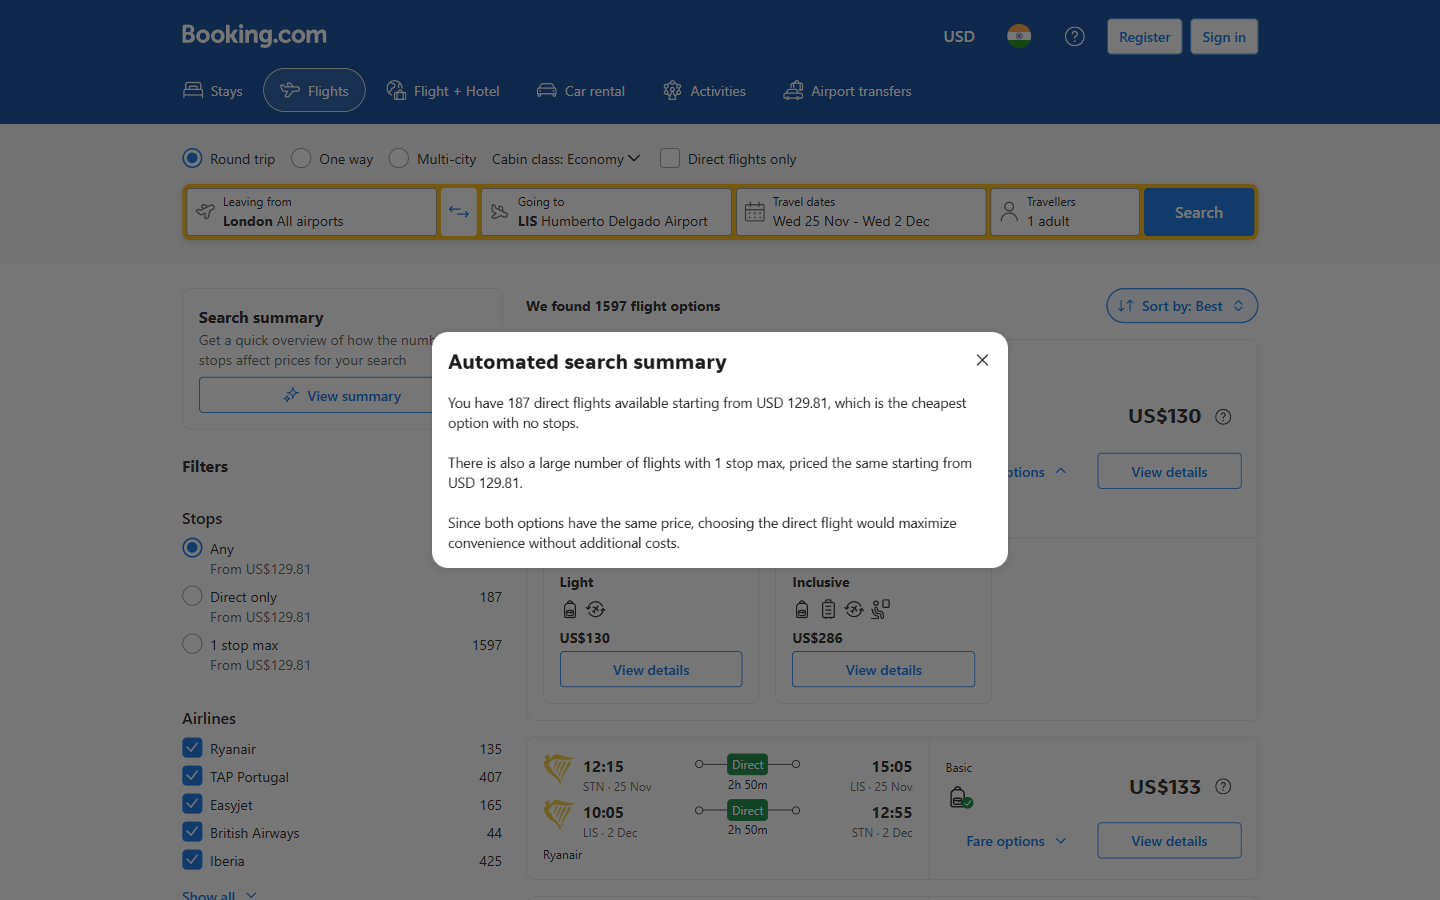 Booking.com
USD
Register
Sign in
Stays
Flights
Flight + Hotel
Car rental
Activities
Airport transfers
Round trip
One way
Multi-city
Cabin class: Economy
Direct flights only
Leaving from
London All airports
Going to
LIS Humberto Delgado Airport
Travel dates
Wed 25 Nov - Wed 2 Dec
Travellers
1 adult
Search
Search summary
Get a quick overview of how the numb
stops affect prices for your search
View summary
We found 1597 flight options
Sort by: Best
Automated search summary
You have 187 direct flights available starting from USD 129.81, which is the cheapest
option with no stops.
There is also a large number of flights with 1 stop max, priced the same starting from
USD 129.81.
Since both options have the same price, choosing the direct flight would maximize
convenience without additional costs.
US$130
ptions
View details
Filters
Stops
Any
From US$129.81
Direct only
187
From US$129.81
1 stop max
1597
From US$129.81
Airlines
Ryanair
135
TAP Portugal
407
Easyjet
165
British Airways
44
Iberia
425
Show all
Light
US$130
View details
Inclusive
US$286
View details
12:15
STN · 25 Nov
Direct
2h 50m
15:05
LIS · 25 Nov
10:05
LIS · 2 Dec
Direct
2h 50m
12:55
STN · 2 Dec
Ryanair
Basic
US$133
Fare options
View details